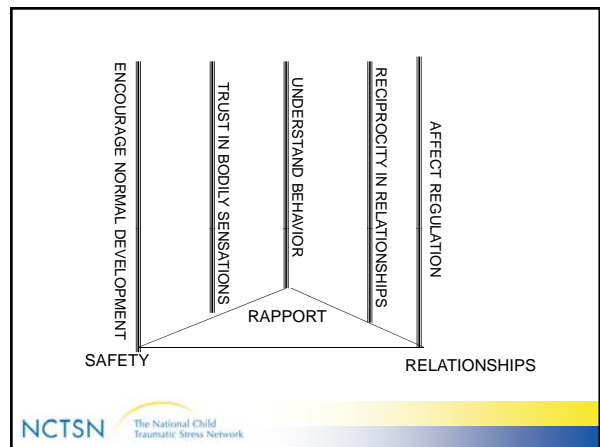 ENCOURAGE NORMAL DEVELOPMENT
TRUST IN BODILY SENSATIONS
UNDERSTAND BEHAVIOR
RECIPROCITY IN RELATIONSHIPS
AFFECT REGULATION
RAPPORT
SAFETY
RELATIONSHIPS
NCTSN
The National Child
Traumatic Stress Network